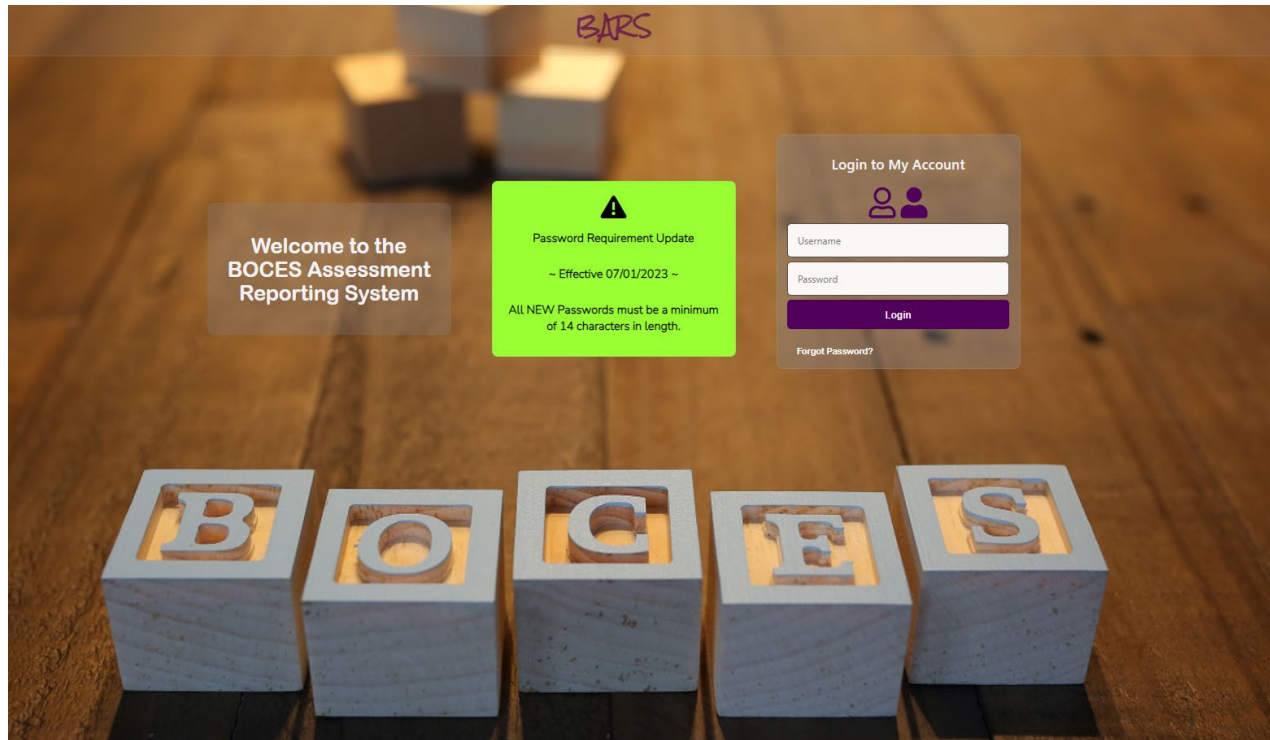 BARS
Welcome to the
BOCES Assessment
Reporting System
Password Requirement Update
~ Effective 07/01/2023 ~
All NEW Passwords must be a minimum
of 14 characters in length.
Login to My Account
Username
Password
Login
Forgot Password?
B O C E S